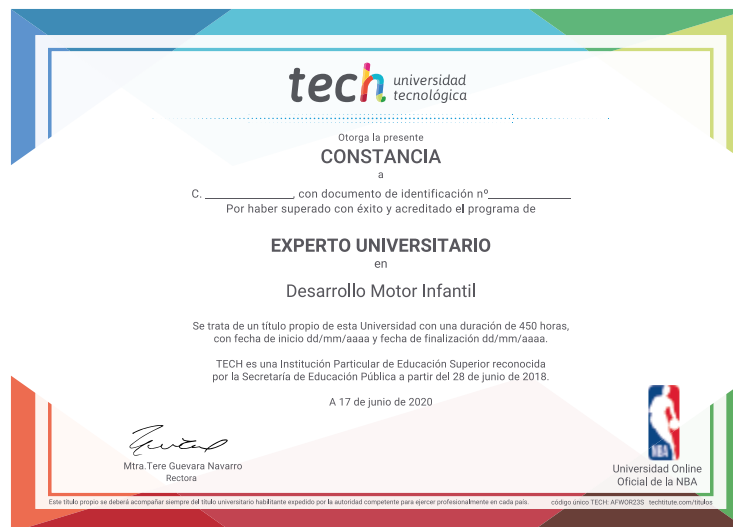 tech universidad
tecnológica
Otorga la presente
CONSTANCIA
a
C. ______________, con documento de identificación nº______________
Por haber superado con éxito y acreditado el programa de
EXPERTO UNIVERSITARIO
en
Desarrollo Motor Infantil
Se trata de un título propio de esta Universidad con una duración de 450 horas,
con fecha de inicio dd/mm/aaaa y fecha de finalización dd/mm/aaaa.
TECH es una Institución Particular de Educación Superior reconocida
por la Secretaría de Educación Pública a partir del 28 de junio de 2018.
A 17 de junio de 2020
Mtra.Tere Guevara Navarro
Rectora
NBA
Universidad Online
Oficial de la NBA
Este título propio se deberá acompañar siempre del título universitario habilitante expedido por la autoridad competente para ejercer profesionalmente en cada país. código único TECH: AFWOR23S techtitute.com/títulos